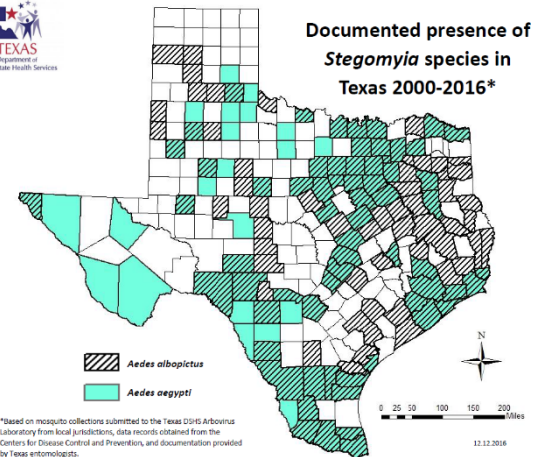 TEXAS
Department of
State Health Services
Documented presence of
Stegomyia species in
Texas 2000-2016*
Aedes albopictus
Aedes aegypti
N
0 25 50 100 150 200
Miles
*Based on mosquito collections submitted to the Texas DSHS Arbovirus
Laboratory from local jurisdictions, data records obtained from the
Centers for Disease Control and Prevention, and documentation provided
by Texas entomologists.
12.12.2016